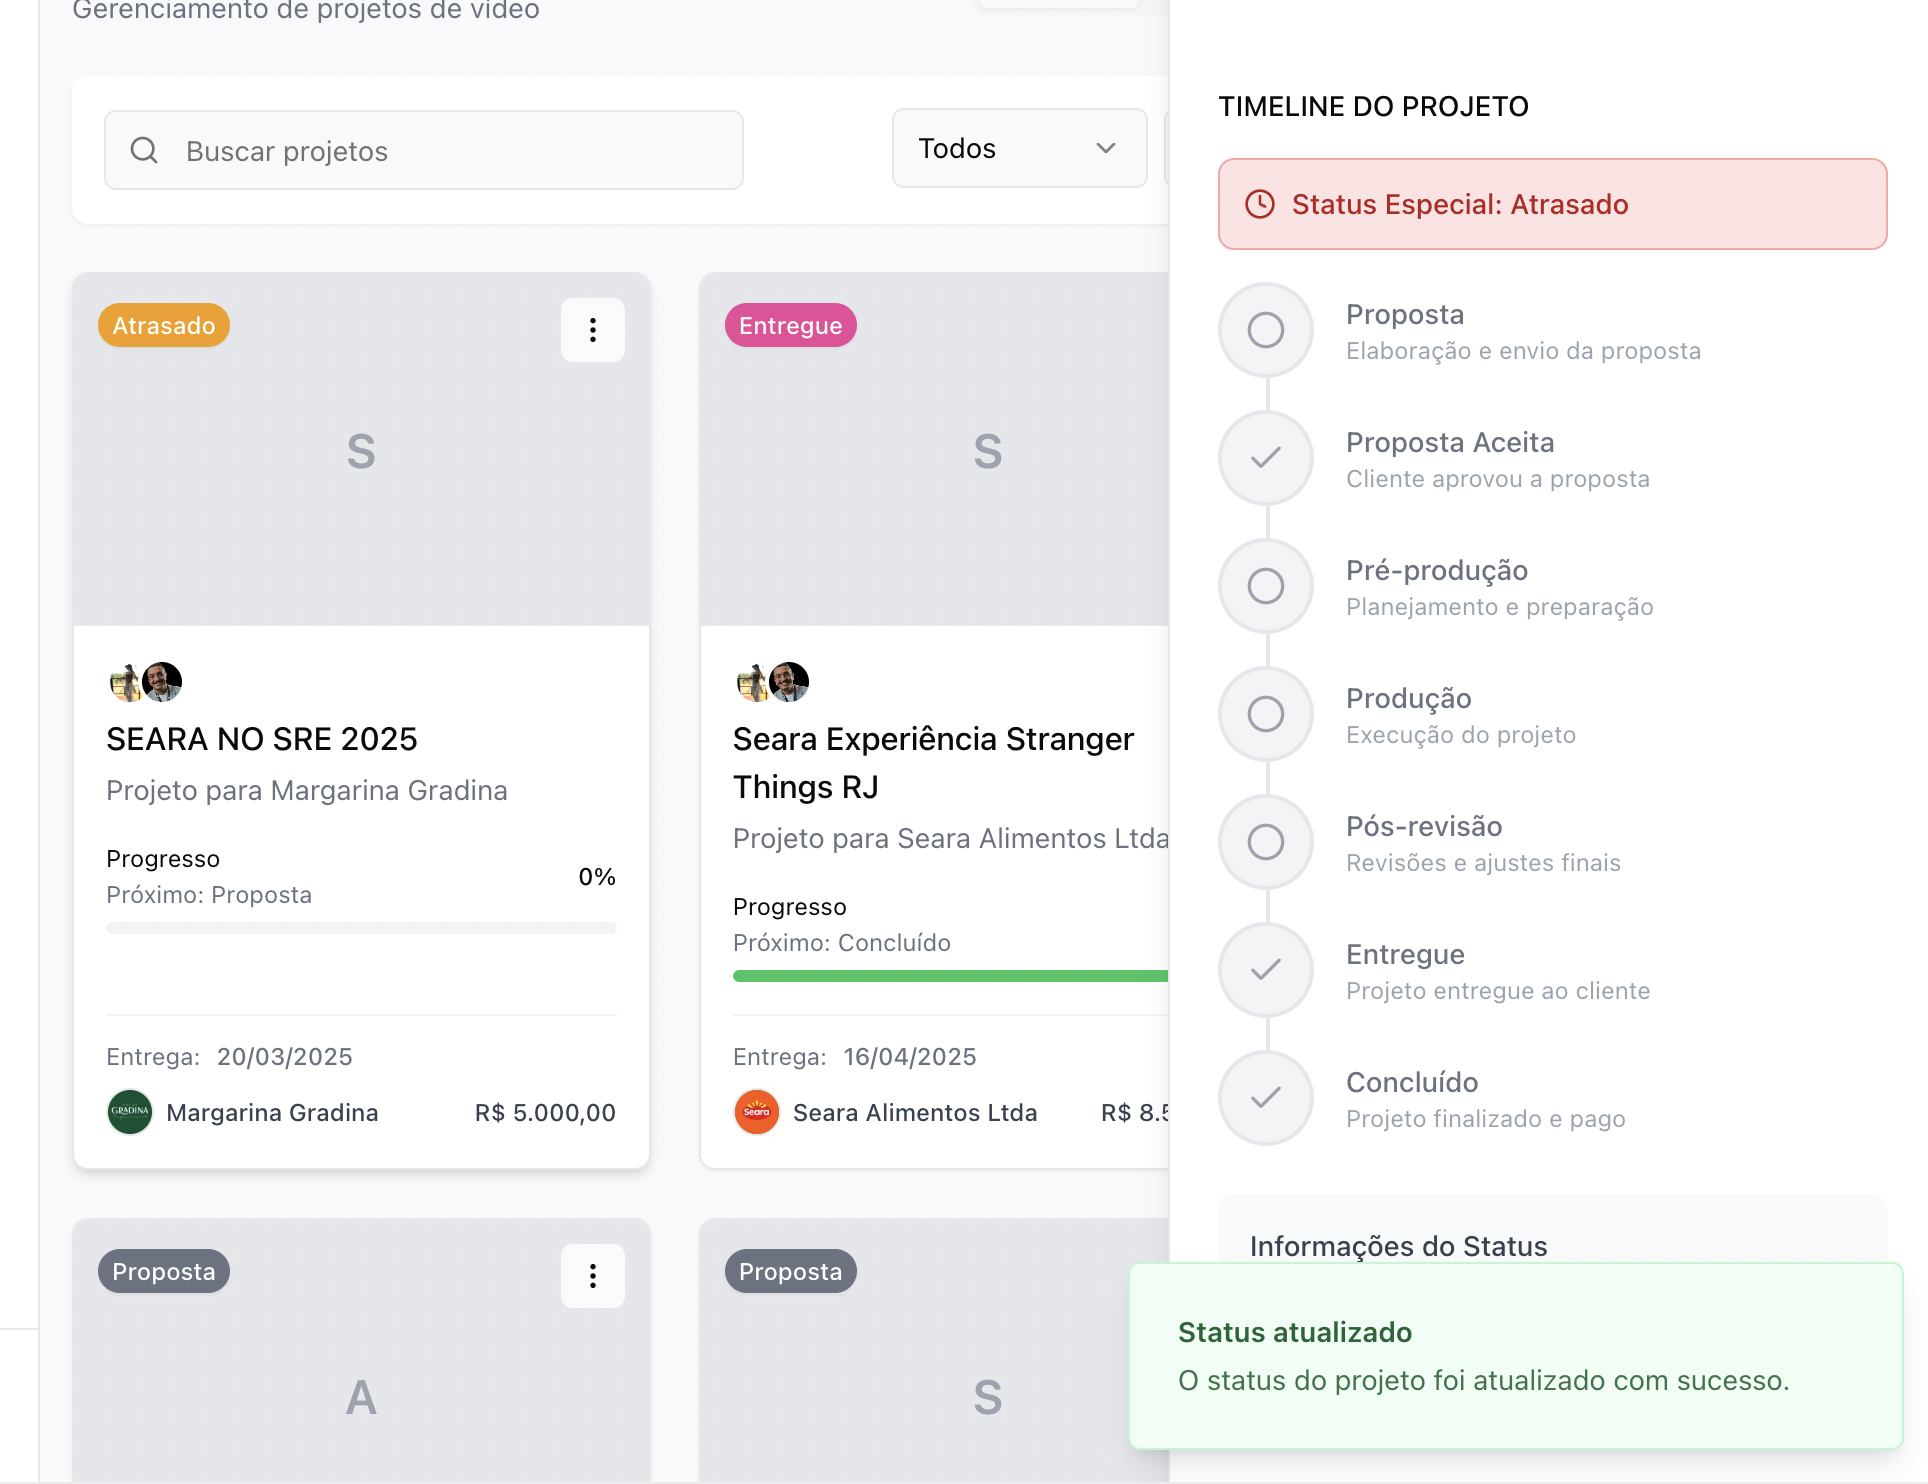 Gerenciamento de projetos de vídeo
Buscar projetos
Todos
Atrasado
S
SEARA NO SRE 2025
Projeto para Margarina Gradina
Progresso
Próximo: Proposta
0%
Entrega: 20/03/2025
GRADINA
Margarina Gradina
R$ 5.000,00
Entregue
S
Seara Experiência Stranger
Things RJ
Projeto para Seara Alimentos Ltda
Progresso
Próximo: Concluído
Entrega: 16/04/2025
Seara
Seara Alimentos Ltda
R$ 8.5
Proposta
A
Proposta
S
TIMELINE DO PROJETO
Status Especial: Atrasado
Proposta
Elaboração e envio da proposta
Proposta Aceita
Cliente aprovou a proposta
Pré-produção
Planejamento e preparação
Produção
Execução do projeto
Pós-revisão
Revisões e ajustes finais
Entregue
Projeto entregue ao cliente
Concluído
Projeto finalizado e pago
Informações do Status
Status atualizado
O status do projeto foi atualizado com sucesso.